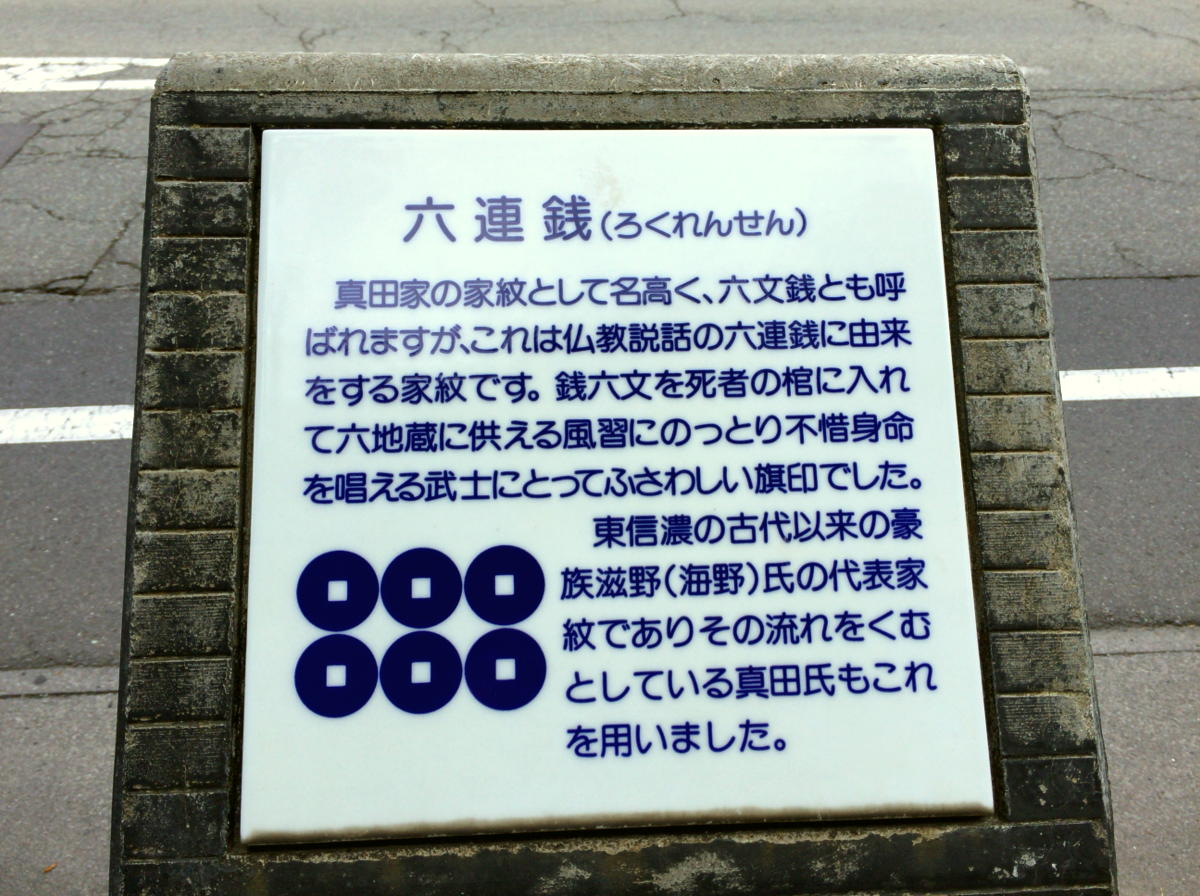 六連銭(ろくれんせん)
真田家の家紋として名高く、六文銭とも呼
ばれますが、これは仏教説話の六連銭に由来
をする家紋です。銭六文を死者の棺に入れ
て六地蔵に供える風習にのっとり不惜身命
を唱える武士にとってふさわしい旗印でした。
東信濃の古代以来の豪
族滋野(海野)氏の代表家
紋でありその流れをくむ
としている真田氏もこれ
を用いました。